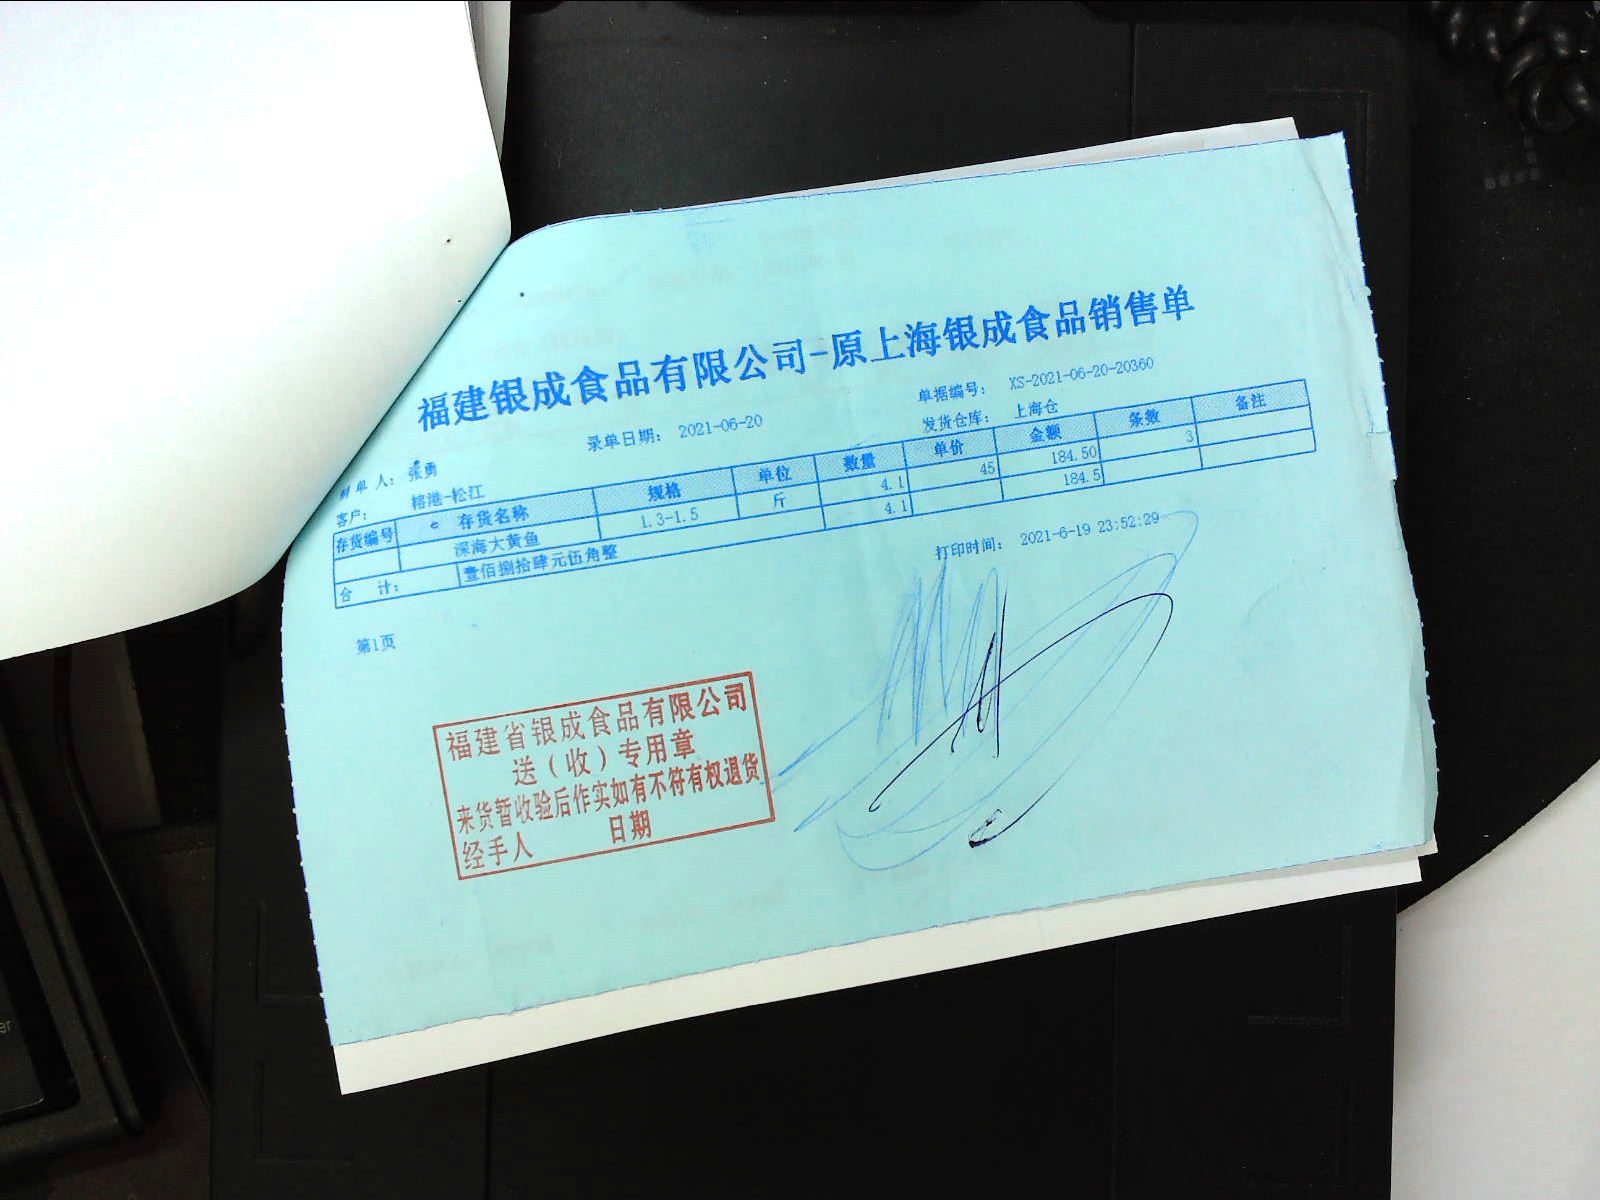 福建银成食品有限公司-原上海银成食品销售单
单据编号： XS-2021-06-20-20360
录单日期： 2021-06-20
发货仓库： 上海仓
制单人： 张勇
客户： 榕港-松江
存货编号 存货名称 规格 单位 数量 单价 金额 条数 备注
深海大黄鱼 1.3-1.5 斤 4.1 45 184.50 3
合计： 壹佰捌拾肆元伍角整 4.1 184.5
打印时间： 2021-6-19 23:52:29
第1页
福建省银成食品有限公司
送（收）专用章
来货暂收验后作实如有不符有权退货
经手人 日期